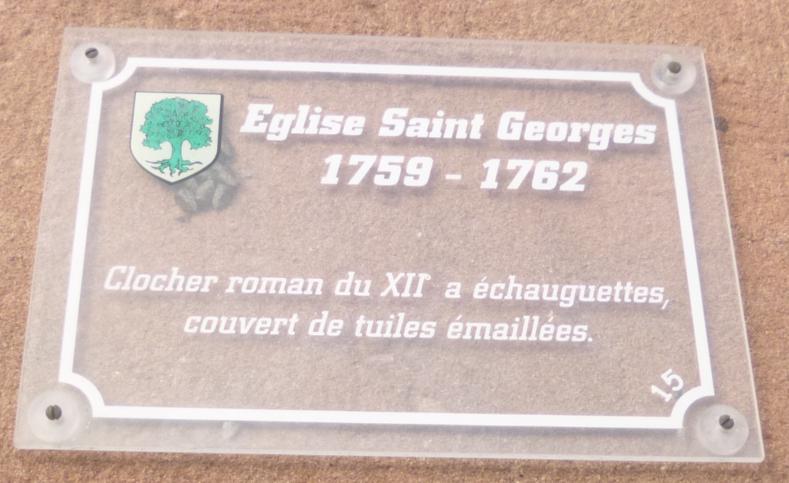 Eglise Saint Georges
1759 - 1762
Clocher roman du XIIᵉ a échauguettes,
couvert de tuiles émaillées.
15